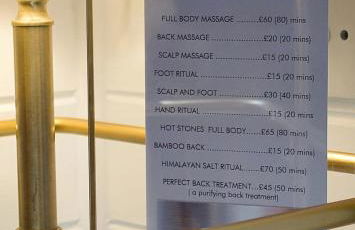 FULL BODY MASSAGE ..........£60 (80) mins
BACK MASSAGE ..................£20 (20 mins)
SCALP MASSAGE ................£15 (20 mins)
FOOT RITUAL .....................£15 (20 mins)
SCALP AND FOOT ................£30 (40 mins)
HAND RITUAL ....................£15 (20 mins
HOT STONES FULL BODY.....£65 (80 mins)
BAMBOO BACK ...................£15 (20 mins)
HIMALAYAN SALT RITUAL......£70 (50 mins)
PERFECT BACK TREATMENT...£45 (50 mins)
( a purifying back treatment)